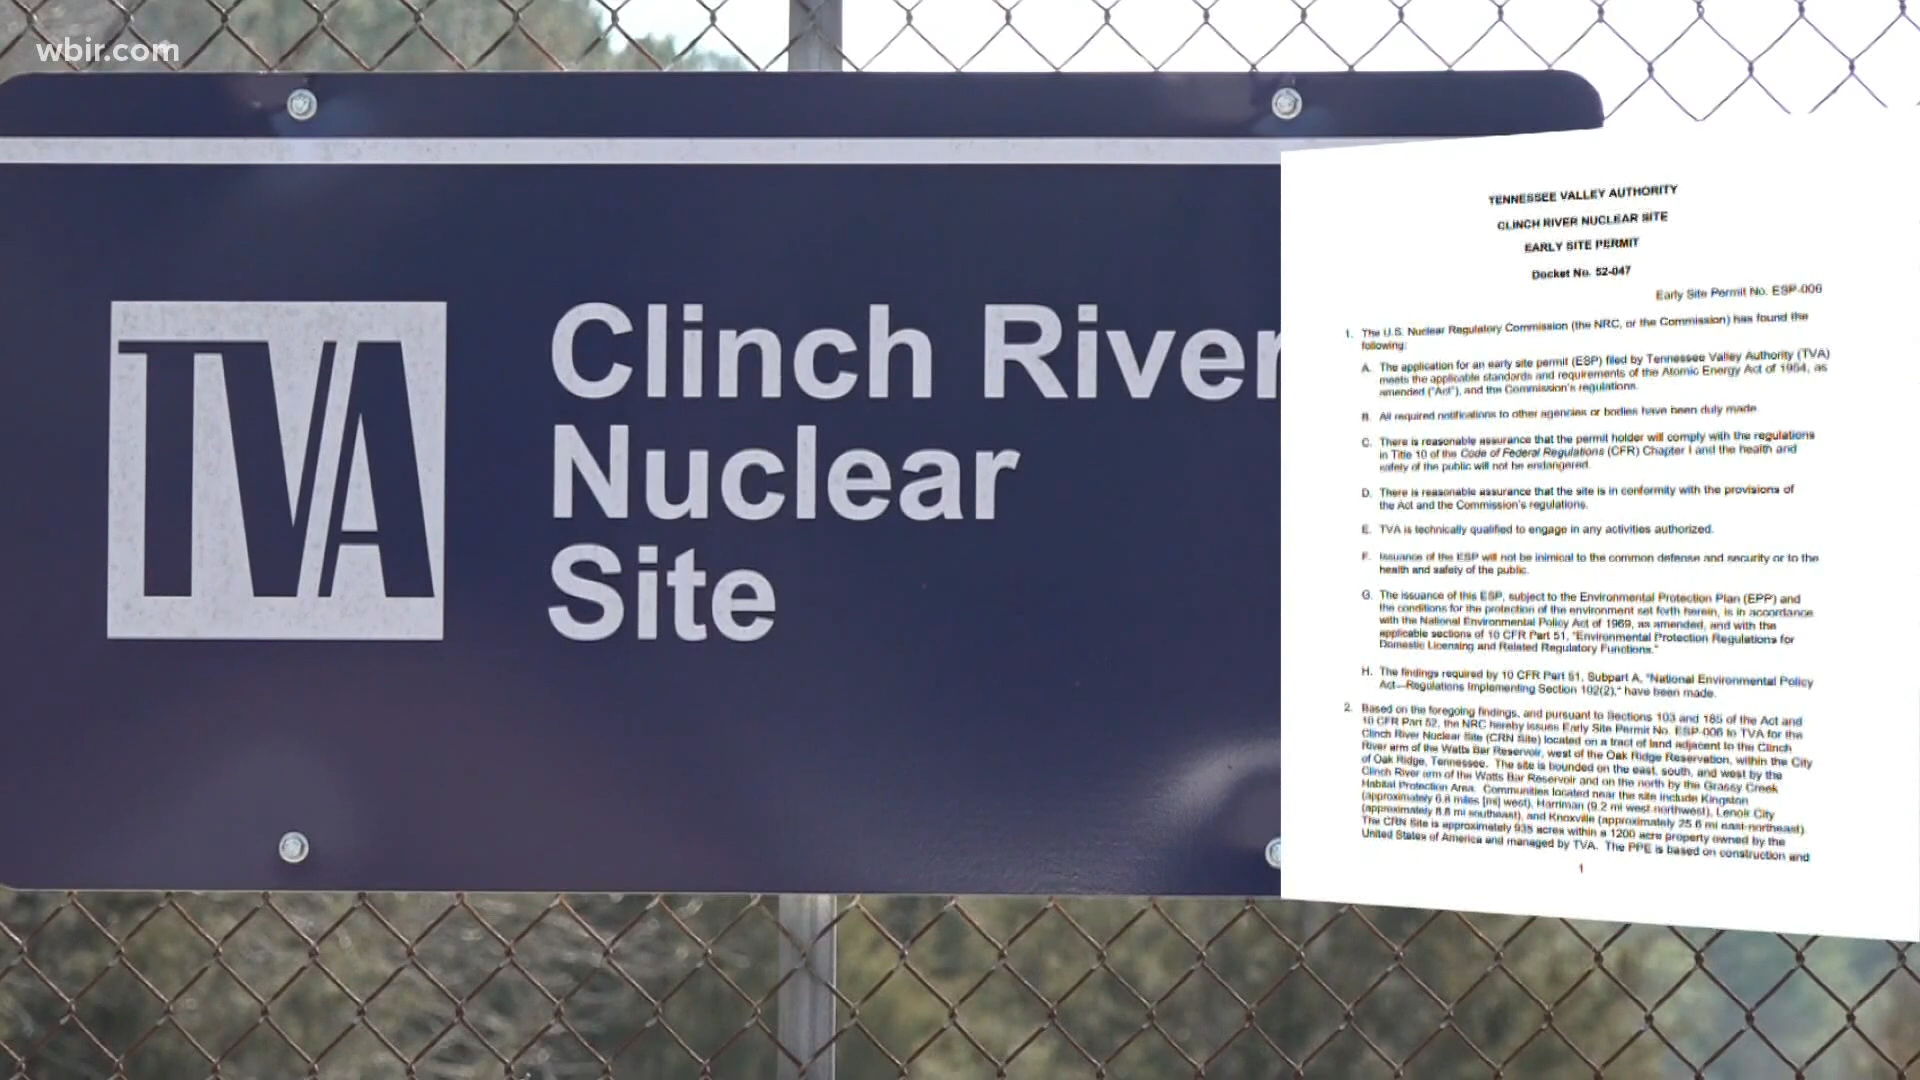 wbir.com
TVA
Clinch River
Nuclear
Site
TENNESSEE VALLEY AUTHORITY
CLINCH RIVER NUCLEAR SITE
EARLY SITE PERMIT
Docket No. 52-047
Early Site Permit No. ESP-006
1. The U.S. Nuclear Regulatory Commission (the NRC, or the Commission) has found the
following:
A. The application for an early site permit (ESP) filed by Tennessee Valley Authority (TVA)
meets the applicable standards and requirements of the Atomic Energy Act of 1954, as
amended ("Act"), and the Commission's regulations.
B. All required notifications to other agencies or bodies have been duly made.
C. There is reasonable assurance that the permit holder will comply with the regulations
in Title 10 of the Code of Federal Regulations (CFR) Chapter I and the health and
safety of the public will not be endangered.
D. There is reasonable assurance that the site is in conformity with the provisions of
the Act and the Commission's regulations.
E. TVA is technically qualified to engage in any activities authorized.
F. Issuance of the ESP will not be inimical to the common defense and security or to the
health and safety of the public.
G. The issuance of this ESP, subject to the Environmental Protection Plan (EPP) and
the conditions for the protection of the environment set forth herein, is in accordance
with the National Environmental Policy Act of 1969, as amended, and with the
applicable sections of 10 CFR Part 51, "Environmental Protection Regulations for
Domestic Licensing and Related Regulatory Functions."
H. The findings required by 10 CFR Part 51, Subpart A, "National Environmental Policy
Act—Regulations Implementing Section 102(2)," have been made.
2. Based on the foregoing findings, and pursuant to Sections 103 and 185 of the Act and
10 CFR Part 52, the NRC hereby issues Early Site Permit No. ESP-006 to TVA for the
Clinch River Nuclear Site (CRN Site) located on a tract of land adjacent to the Clinch
River arm of the Watts Bar Reservoir, west of the Oak Ridge Reservation, within the City
of Oak Ridge, Tennessee. The site is bounded on the east, south, and west by the
Clinch River arm of the Watts Bar Reservoir and on the north by the Grassy Creek
Habitat Protection Area. Communities located near the site include Kingston
(approximately 6.8 miles [mi] west), Harriman (9.2 mi west-northwest), Lenoir City
(approximately 8.8 mi southeast), and Knoxville (approximately 25.6 mi east-northeast).
The CRN Site is approximately 935 acres within a 1200 acre property owned by the
United States of America and managed by TVA. The PPE is based on construction and
1